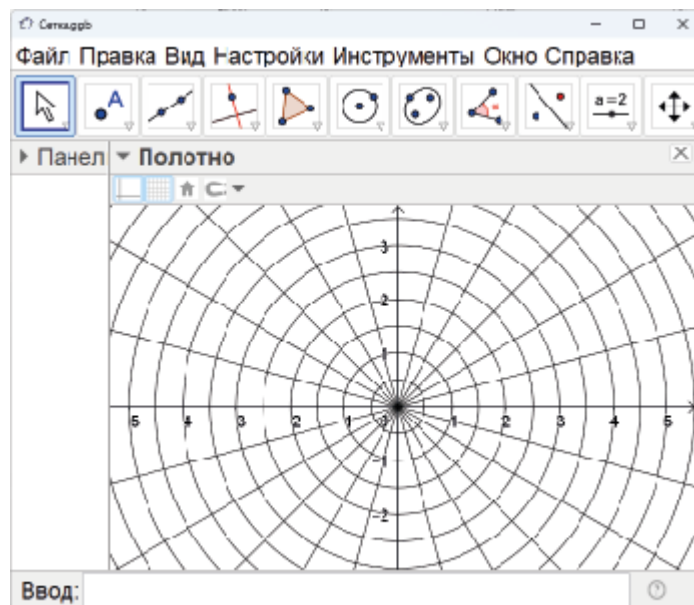 Сетка.ggb
Файл Правка Вид Настройки Инструменты Окно Справка
A
a=2
Панел
Полотно
3
2
1
5 4 3 2 1 0 1 2 3 4 5
-1
-2
Ввод: